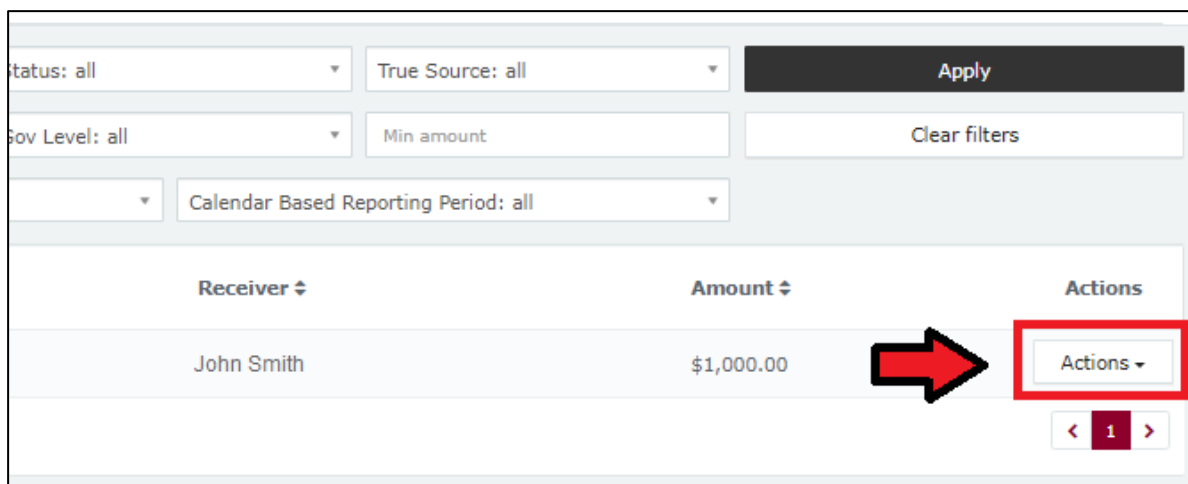 Status: all True Source: all Apply
Gov Level: all Min amount Clear filters
Calendar Based Reporting Period: all
Receiver Amount Actions
John Smith $1,000.00 Actions
1